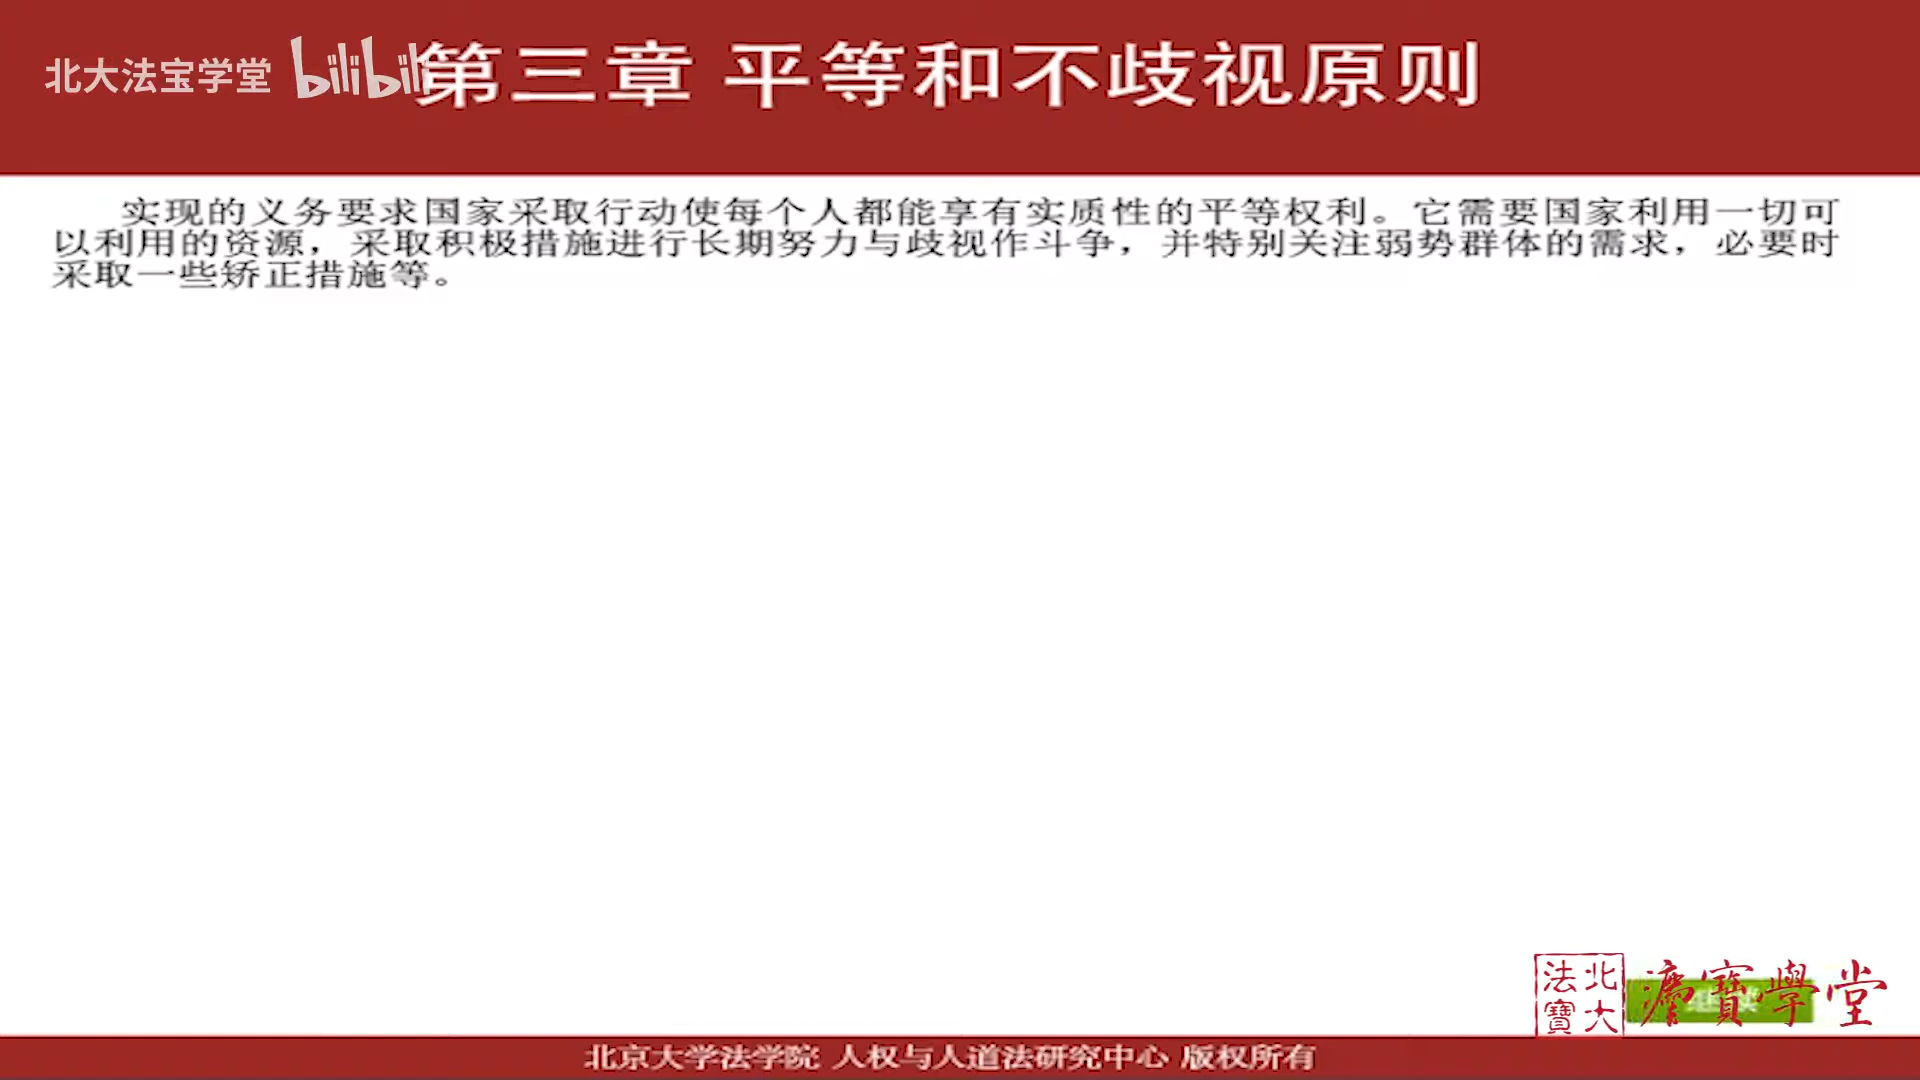 北大法宝学堂 bilibili
第三章 平等和不歧视原则
实现的义务要求国家采取行动使每个人都能享有实质性的平等权利。它需要国家利用一切可
以利用的资源，采取积极措施进行长期努力与歧视作斗争，并特别关注弱势群体的需求，必要时
采取一些矫正措施等。
北大法寶
灋寶學堂
北京大学法学院 人权与人道法研究中心 版权所有